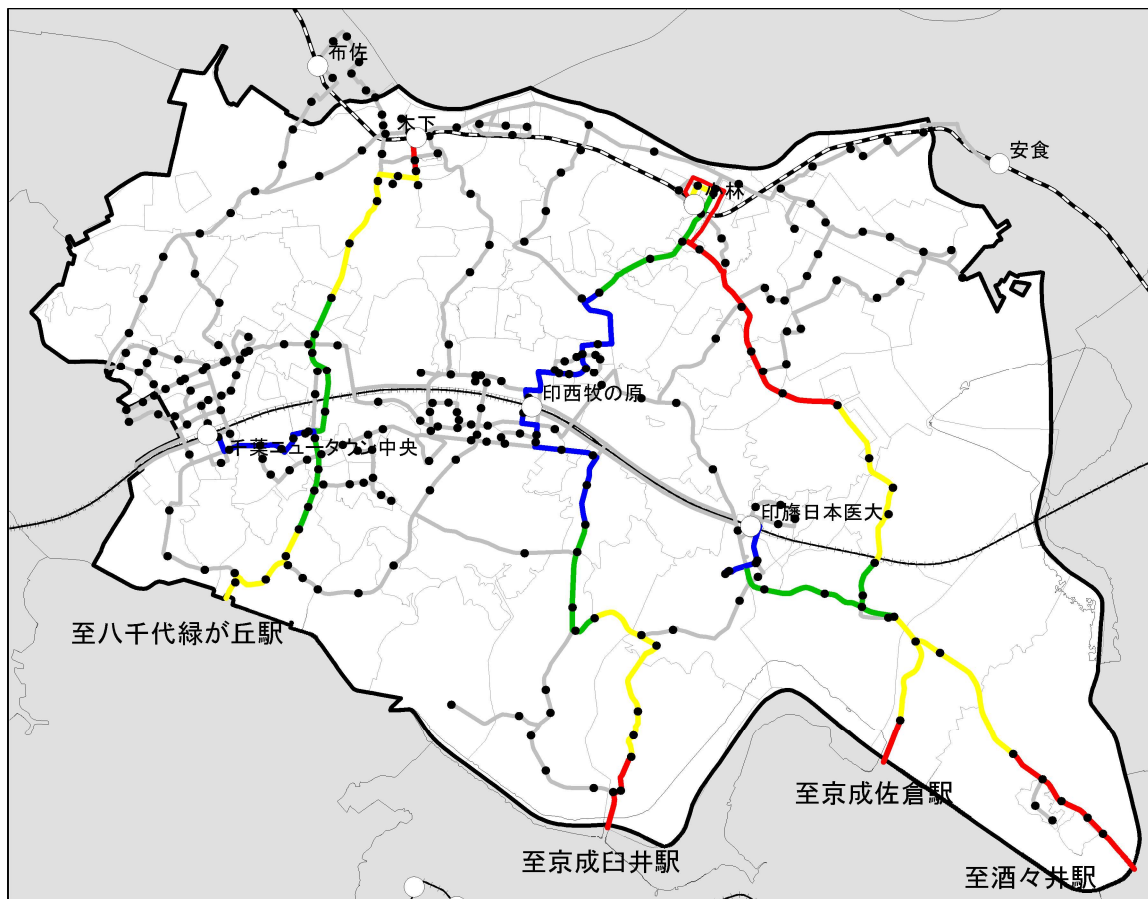 布佐
木下
安食
小林
印西牧の原
千葉ニュータウン中央
印旛日本医大
至八千代緑が丘駅
至京成佐倉駅
至京成臼井駅
至酒々井駅